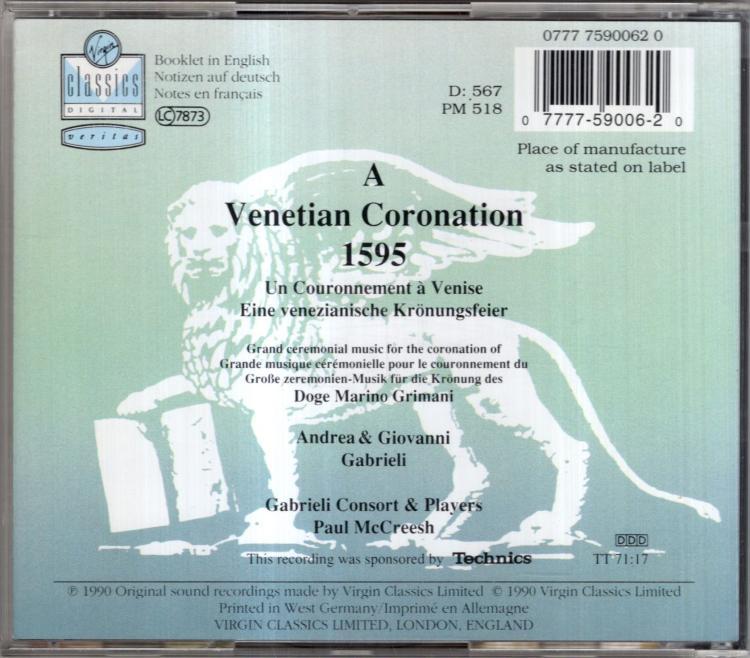 Virgin
classics
DIGITAL
veritas
Booklet in English
Notizen auf deutsch
Notes en français
LC 7873
D: 567
PM 518
0777 7590062 0
0 7777-59006-2 0
Place of manufacture
as stated on label
A
Venetian Coronation
1595
Un Couronnement à Venise
Eine venezianische Krönungsfeier
Grand ceremonial music for the coronation of
Grande musique cérémonielle pour le couronnement du
Große zeremonien-Musik für die Krönung des
Doge Marino Grimani
Andrea & Giovanni
Gabrieli
Gabrieli Consort & Players
Paul McCreesh
DDD
This recording was sponsored by Technics
TT 71:17
℗ 1990 Original sound recordings made by Virgin Classics Limited © 1990 Virgin Classics Limited
Printed in West Germany/Imprimé en Allemagne
VIRGIN CLASSICS LIMITED, LONDON, ENGLAND